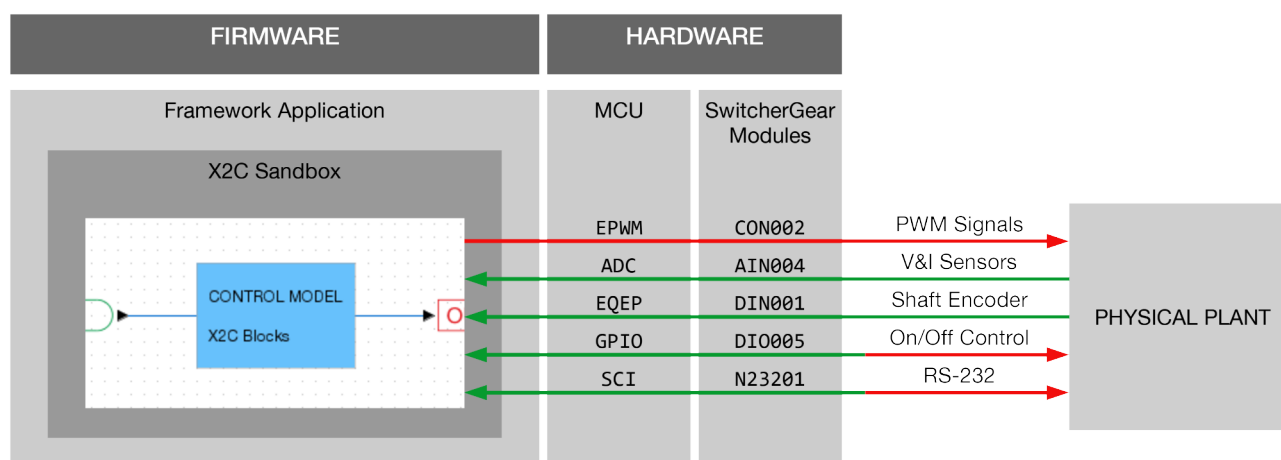 FIRMWARE
HARDWARE
Framework Application
MCU
SwitcherGear
Modules
X2C Sandbox
CONTROL MODEL
X2C Blocks
O
EPWM
CON002
PWM Signals
ADC
AIN004
V&I Sensors
EQEP
DIN001
Shaft Encoder
GPIO
DIO005
On/Off Control
SCI
N23201
RS-232
PHYSICAL PLANT